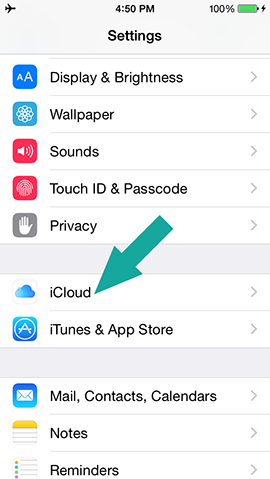 4:50 PM 100%
Settings
AA Display & Brightness
Wallpaper
Sounds
Touch ID & Passcode
Privacy
iCloud
iTunes & App Store
Mail, Contacts, Calendars
Notes
Reminders